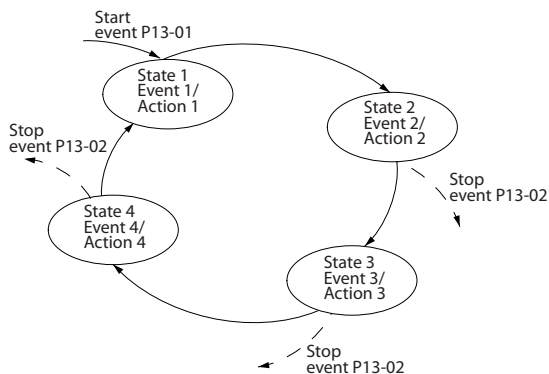 Start
event P13-01
State 1
Event 1/
Action 1
State 2
Event 2/
Action 2
Stop
event P13-02
State 3
Event 3/
Action 3
Stop
event P13-02
State 4
Event 4/
Action 4
Stop
event P13-02